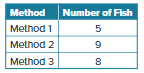 Method Number of Fish
Method 1 5
Method 2 9
Method 3 8